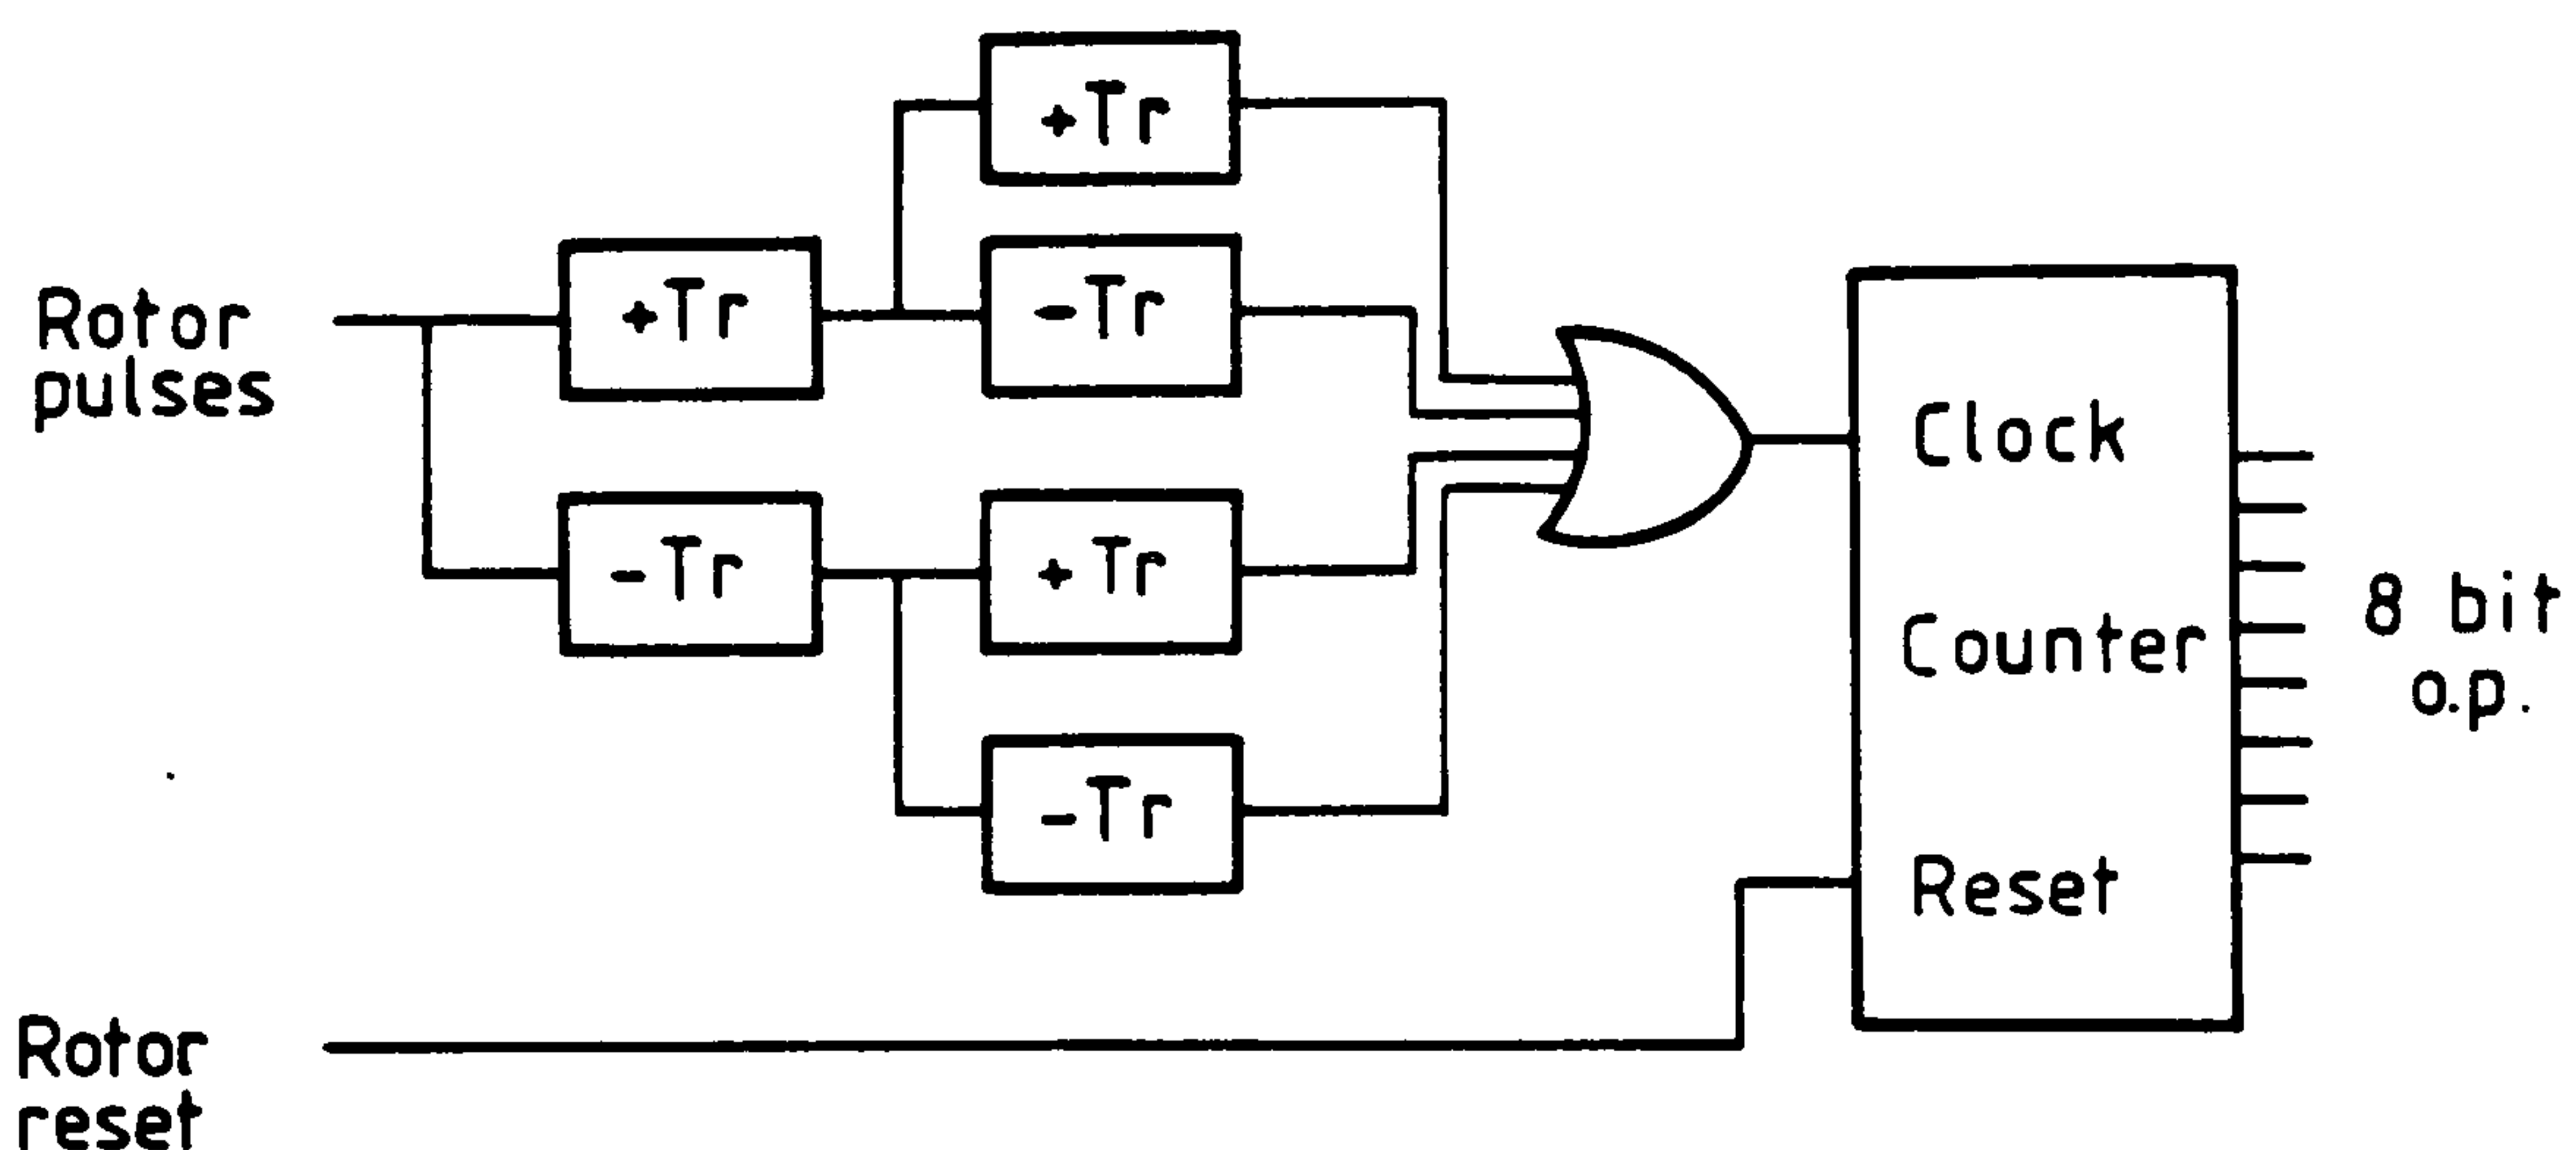 +Tr
+Tr
-Tr
Rotor
pulses
Clock
-Tr
+Tr
8 bit
o.p.
Counter
-Tr
Reset
Rotor
reset